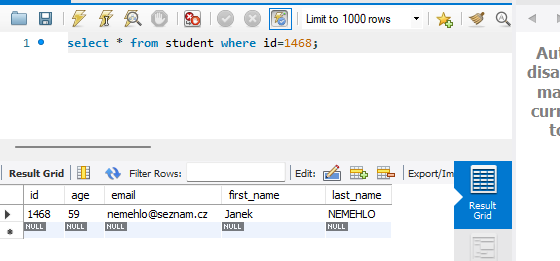 Limit to 1000 rows
1 select * from student where id=1468;
Result Grid Filter Rows: Edit: Export/Im
id age email first_name last_name
1468 59 nemehlo@seznam.cz Janek NEMEHLO
NULL NULL NULL NULL NULL
Result
Grid
Aut
disa
ma
curr
to